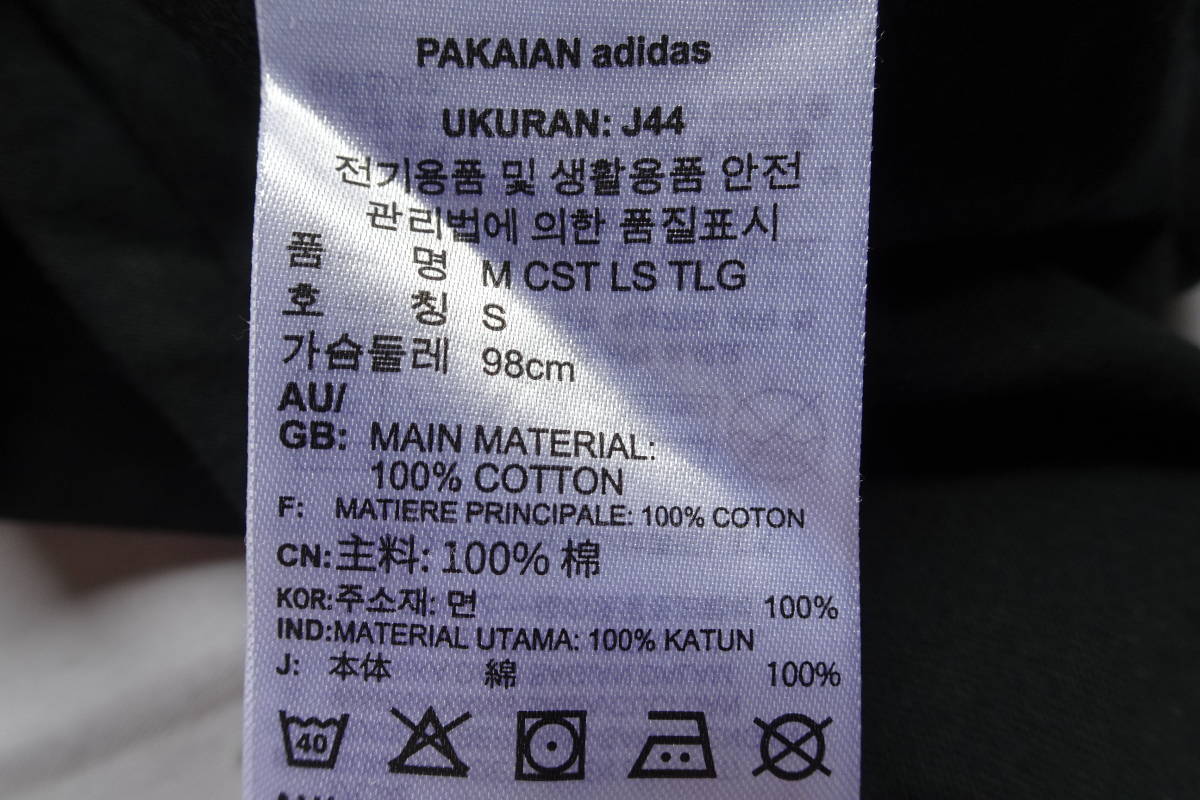 PAKAIAN adidas
UKURAN: J44
전기용품 및 생활용품 안전
관리법에 의한 품질표시
품 명 M CST LS TLG
호 칭 S
가슴둘레 98cm
AU/
GB: MAIN MATERIAL:
100% COTTON
F: MATIERE PRINCIPALE: 100% COTON
CN:主料: 100% 棉
KOR:주소재: 면 100%
IND:MATERIAL UTAMA: 100% KATUN
J: 本体 綿 100%
40